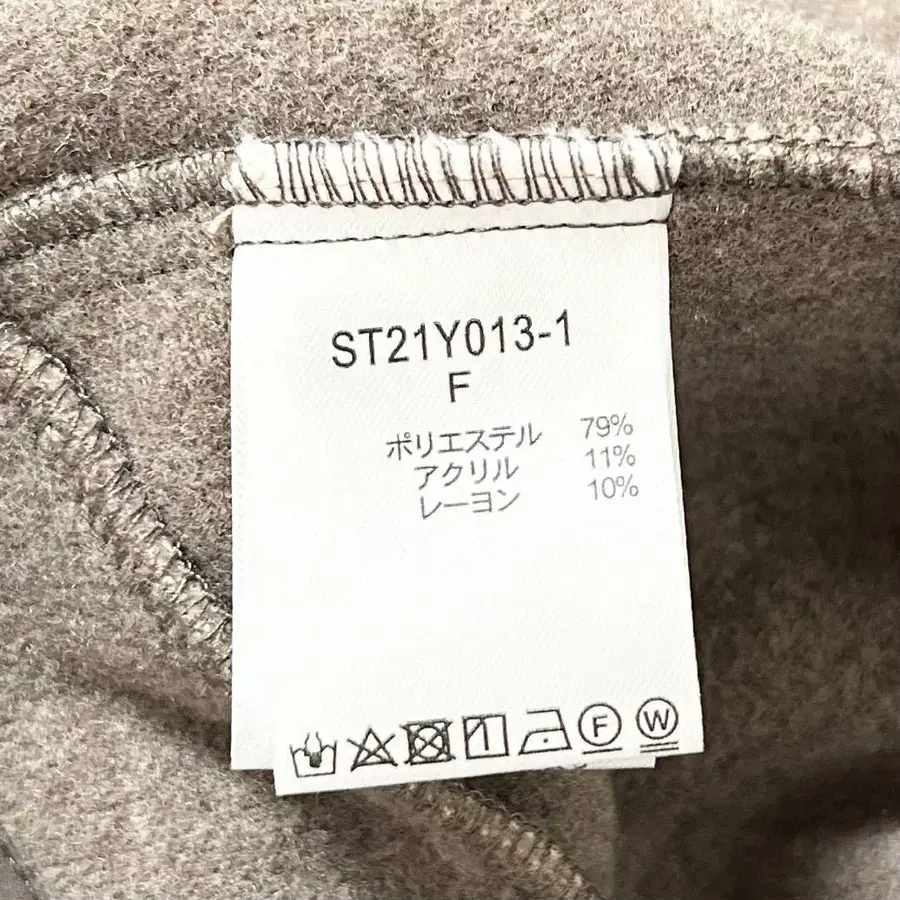 ST21Y013-1
F
ポリエステル 79%
アクリル 11%
レーヨン 10%
F W